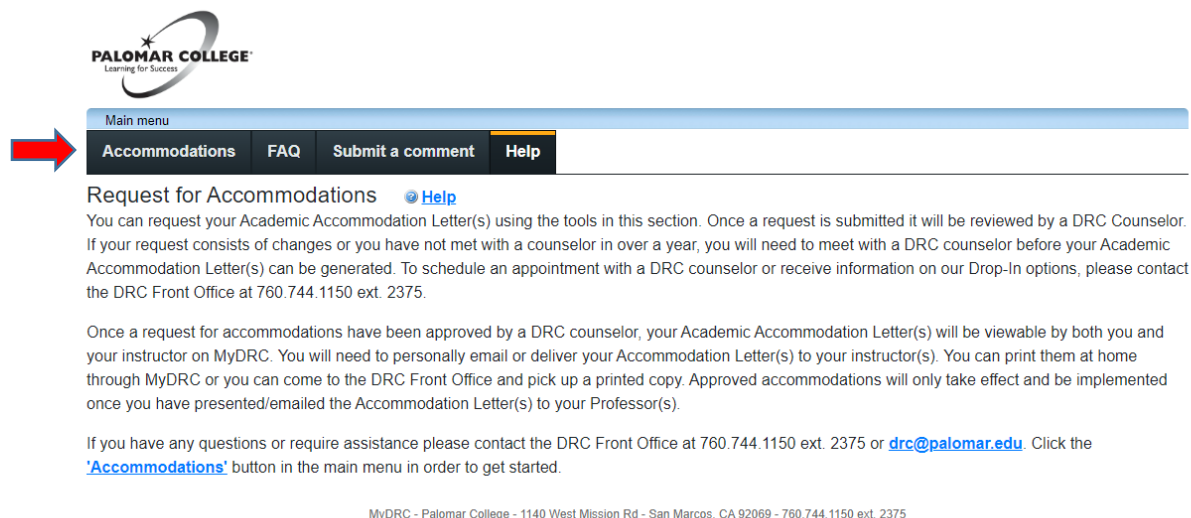 PALOMAR COLLEGE
Learning for Success
Main menu
Accommodations FAQ Submit a comment Help
Request for Accommodations Help
You can request your Academic Accommodation Letter(s) using the tools in this section. Once a request is submitted it will be reviewed by a DRC Counselor.
If your request consists of changes or you have not met with a counselor in over a year, you will need to meet with a DRC counselor before your Academic
Accommodation Letter(s) can be generated. To schedule an appointment with a DRC counselor or receive information on our Drop-In options, please contact
the DRC Front Office at 760.744.1150 ext. 2375.
Once a request for accommodations have been approved by a DRC counselor, your Academic Accommodation Letter(s) will be viewable by both you and
your instructor on MyDRC. You will need to personally email or deliver your Accommodation Letter(s) to your instructor(s). You can print them at home
through MyDRC or you can come to the DRC Front Office and pick up a printed copy. Approved accommodations will only take effect and be implemented
once you have presented/emailed the Accommodation Letter(s) to your Professor(s).
If you have any questions or require assistance please contact the DRC Front Office at 760.744.1150 ext. 2375 or drc@palomar.edu. Click the
'Accommodations' button in the main menu in order to get started.
MyDRC - Palomar College - 1140 West Mission Rd - San Marcos, CA 92069 - 760.744.1150 ext. 2375